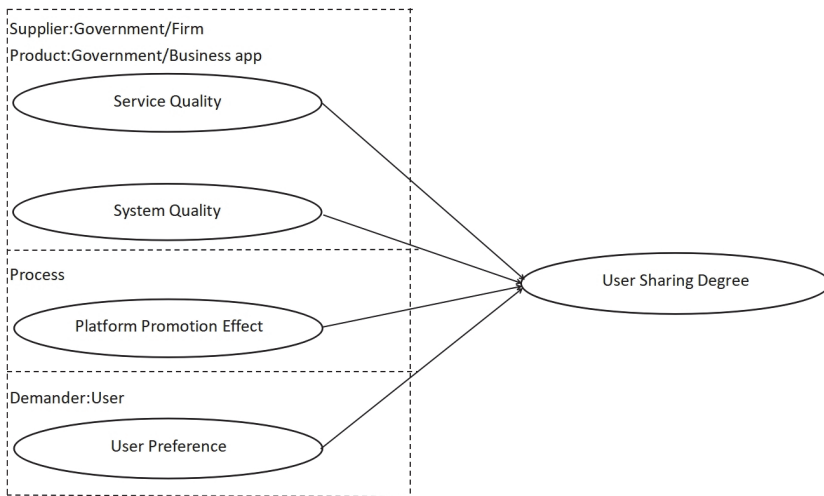 Supplier:Government/Firm
Product:Government/Business app
Service Quality
System Quality
Process
Platform Promotion Effect
Demander:User
User Preference
User Sharing Degree